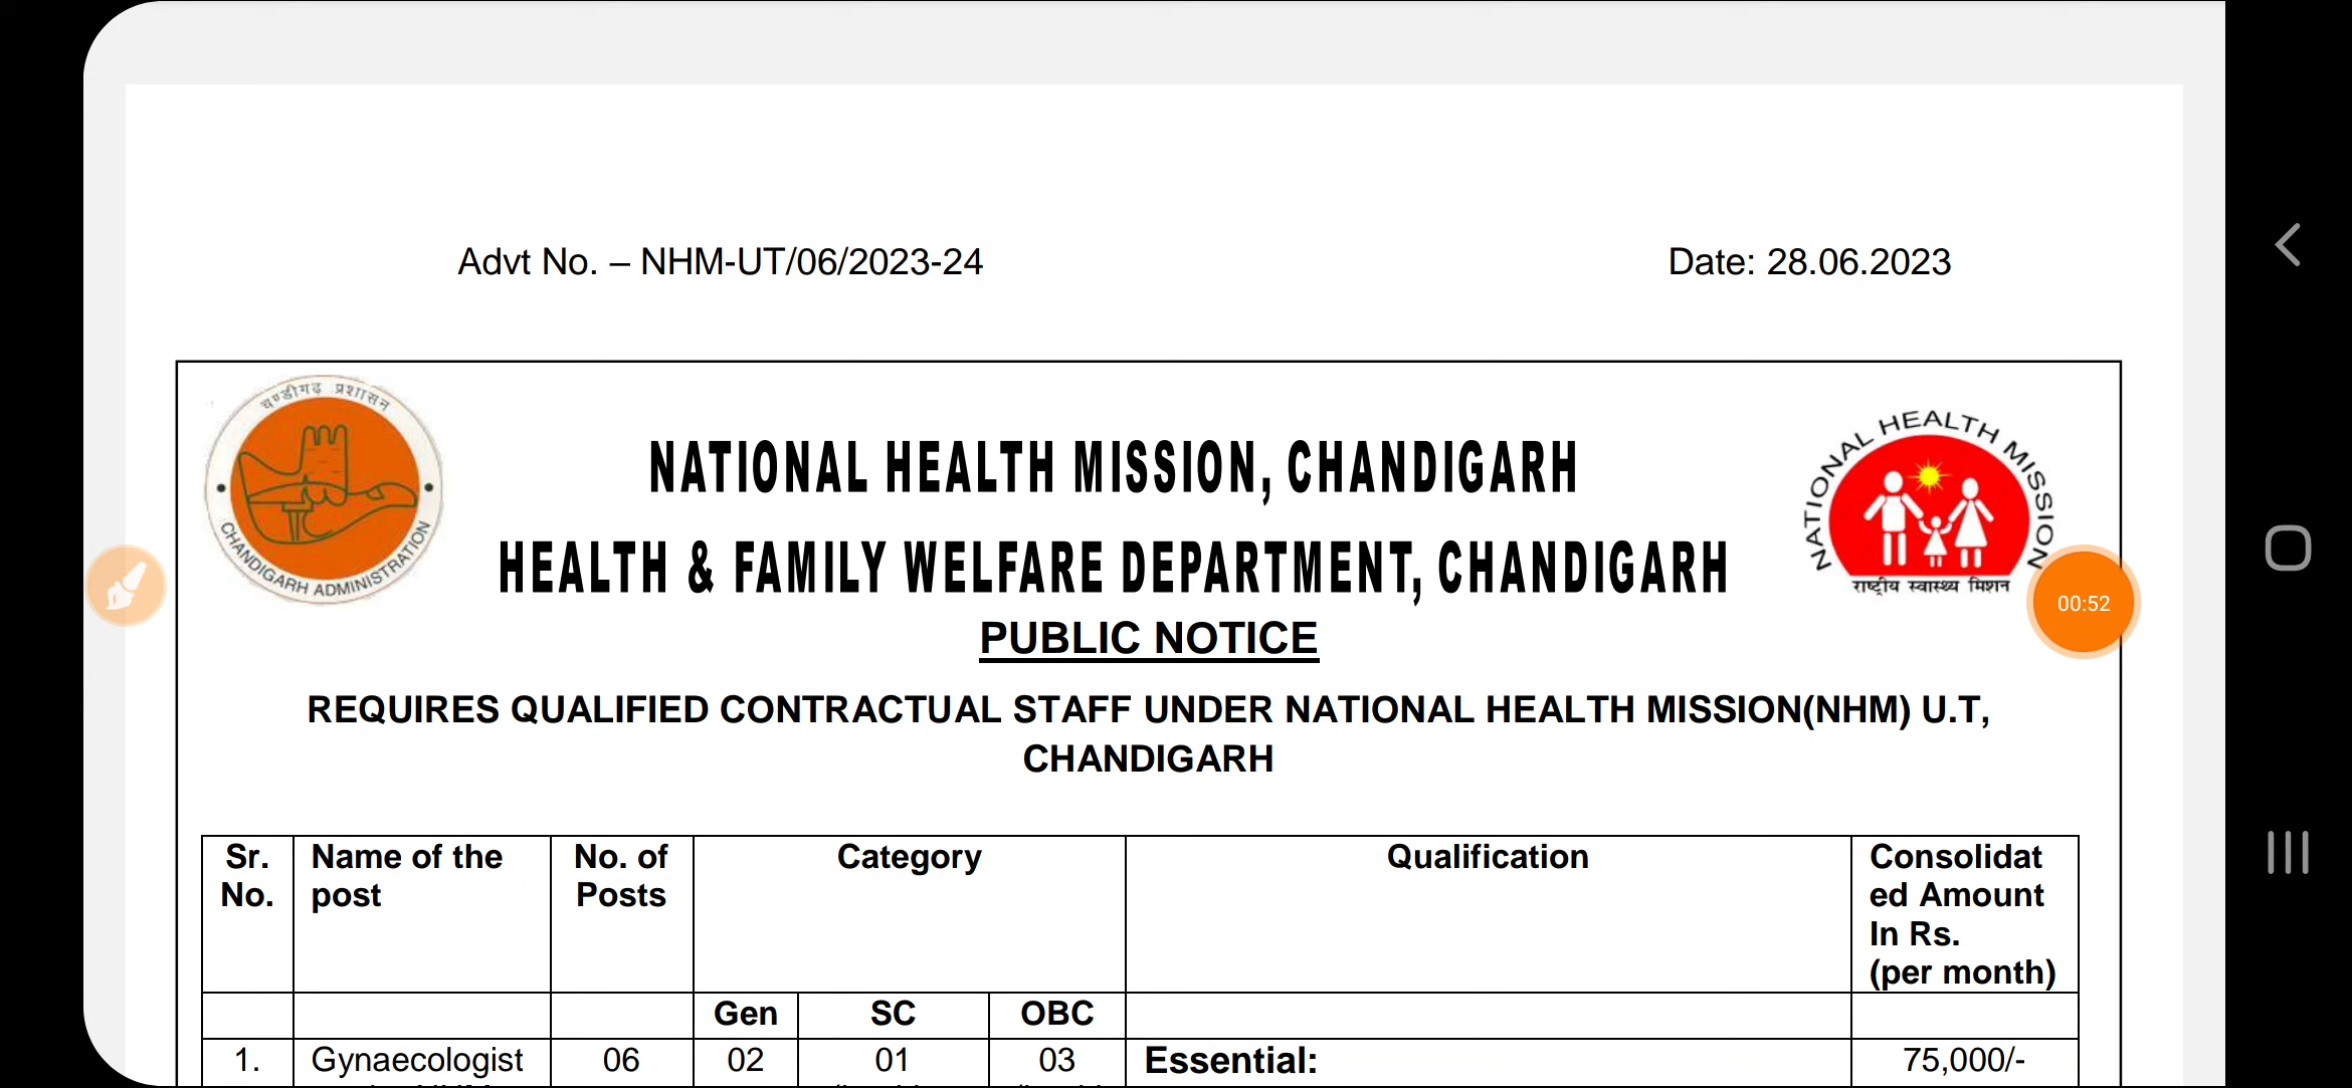 Advt No. – NHM-UT/06/2023-24 Date: 28.06.2023
चण्डीगढ़ प्रशासन
CHANDIGARH ADMINISTRATION
NATIONAL HEALTH MISSION
राष्ट्रीय स्वास्थ्य मिशन
NATIONAL HEALTH MISSION, CHANDIGARH
HEALTH & FAMILY WELFARE DEPARTMENT, CHANDIGARH
00:52
PUBLIC NOTICE
REQUIRES QUALIFIED CONTRACTUAL STAFF UNDER NATIONAL HEALTH MISSION(NHM) U.T,
CHANDIGARH
Sr. Name of the No. of Category Qualification Consolidat
No. post Posts ed Amount
In Rs.
(per month)
Gen SC OBC
1. Gynaecologist 06 02 01 03 Essential: 75,000/-